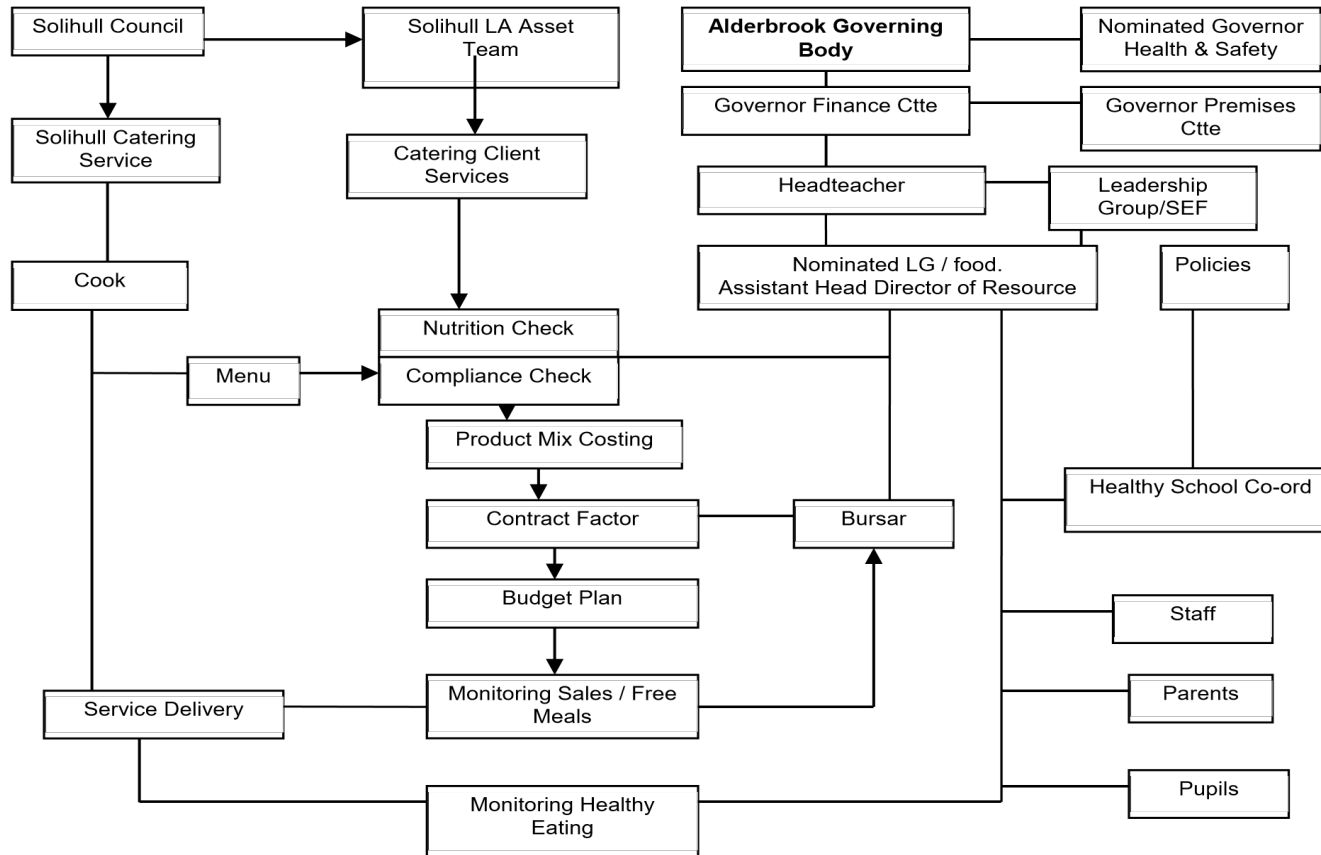 Solihull Council
Solihull LA Asset
Team
Alderbrook Governing
Body
Nominated Governor
Health & Safety
Governor Finance Ctte
Governor Premises
Ctte
Solihull Catering
Service
Catering Client
Services
Headteacher
Leadership
Group/SEF
Cook
Nominated LG / food.
Assistant Head Director of Resource
Policies
Nutrition Check
Menu
Compliance Check
Product Mix Costing
Healthy School Co-ord
Contract Factor
Bursar
Budget Plan
Staff
Service Delivery
Monitoring Sales / Free
Meals
Parents
Monitoring Healthy
Eating
Pupils